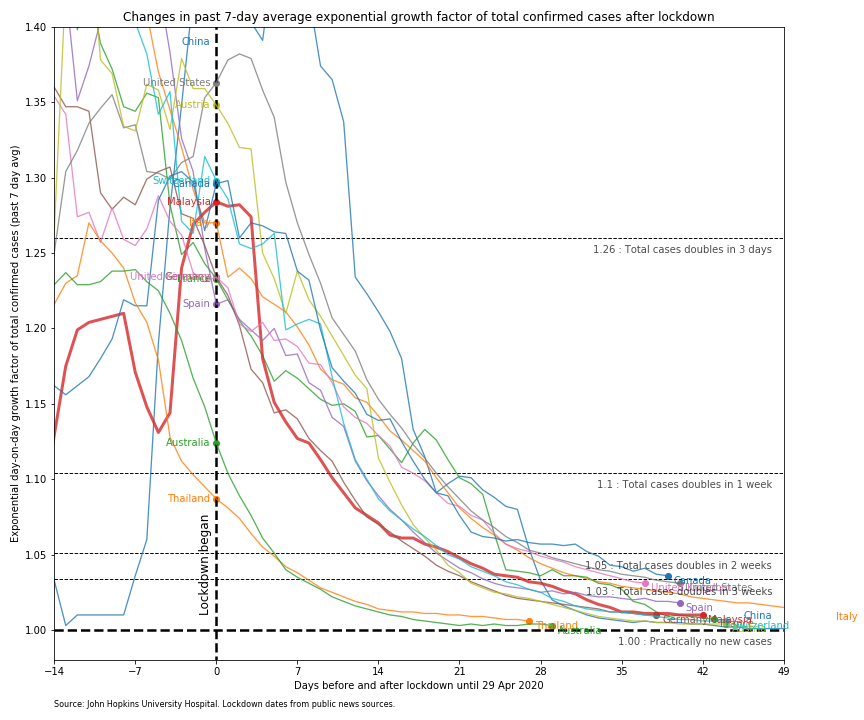 Changes in past 7-day average exponential growth factor of total confirmed cases after lockdown
Exponential day-on-day growth factor of total confirmed cases (past 7 day avg)
1.40
1.35
1.30
1.25
1.20
1.15
1.10
1.05
1.00
China
United States
Austria
Switzerland
Canada
Malaysia
Italy
United
Germany
France
Spain
Australia
Thailand
Lockdown began
1.26 : Total cases doubles in 3 days
1.1 : Total cases doubles in 1 week
1.05 : Total cases doubles in 2 weeks
Canada
United States
1.03 : Total cases doubles in 3 weeks
Spain
China
Italy
Germany
Malaysia
Switzerland
Thailand
Australia
1.00 : Practically no new cases
−14
−7
0
7
14
21
28
35
42
49
Days before and after lockdown until 29 Apr 2020
Source: John Hopkins University Hospital. Lockdown dates from public news sources.